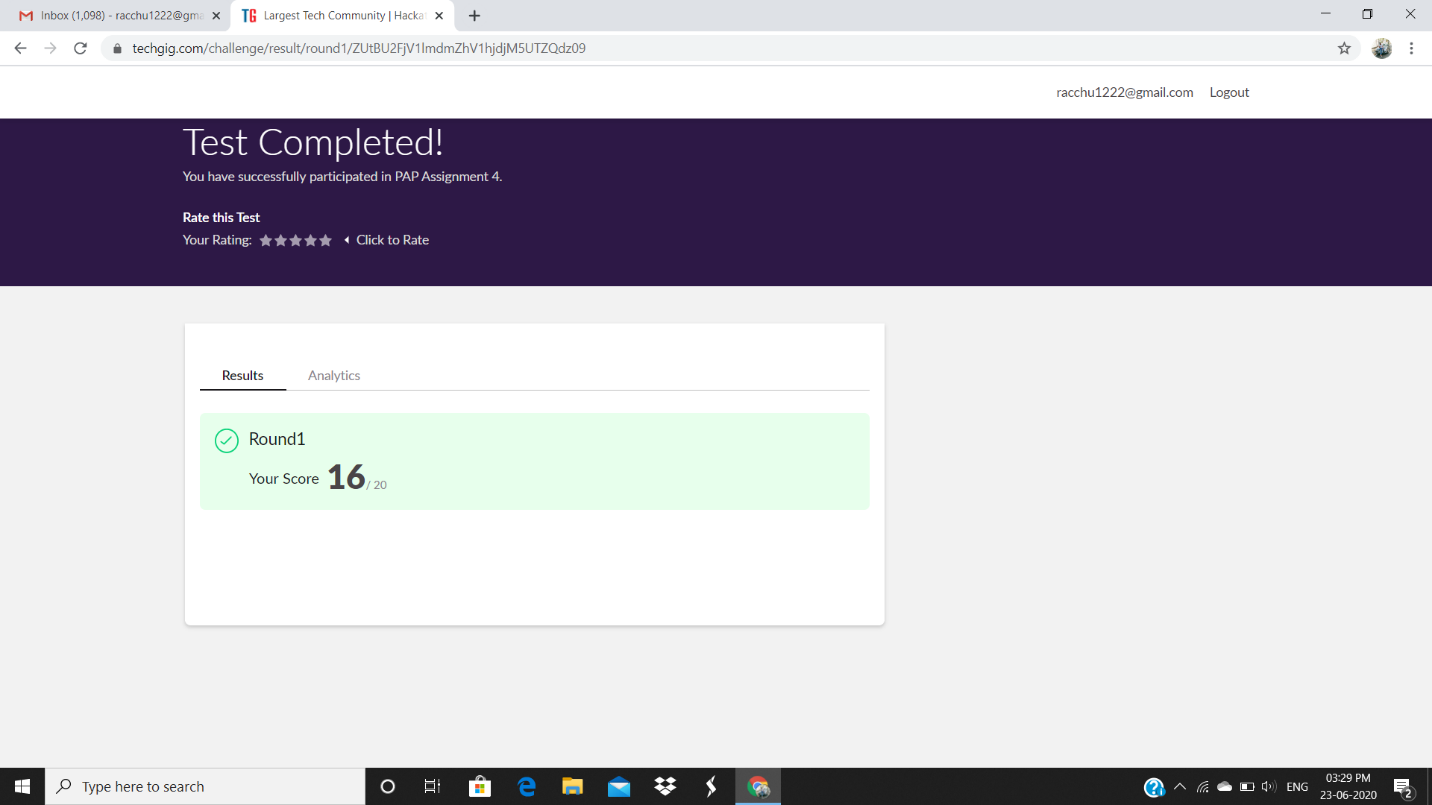 Inbox (1,098) - racchu1222@gma
TG Largest Tech Community | Hacka
techgig.com/challenge/result/round1/ZUtBU2FjV1lmdmZhV1hjdjM5UTZQdz09
racchu1222@gmail.com Logout
Test Completed!
You have successfully participated in PAP Assignment 4.
Rate this Test
Your Rating: Click to Rate
Results Analytics
Round1
Your Score 16 / 20
Type here to search
ENG
03:29 PM
23-06-2020
2